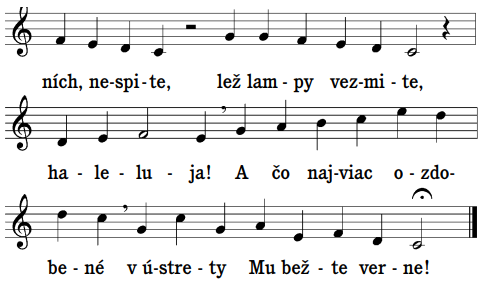 ních, ne-spi-te, lež lam-py vez-mi-te,
ha-le-lu-ja! A čo naj-viac o-zdo-
be-né v ú-stre-ty Mu bež-te ver-ne!